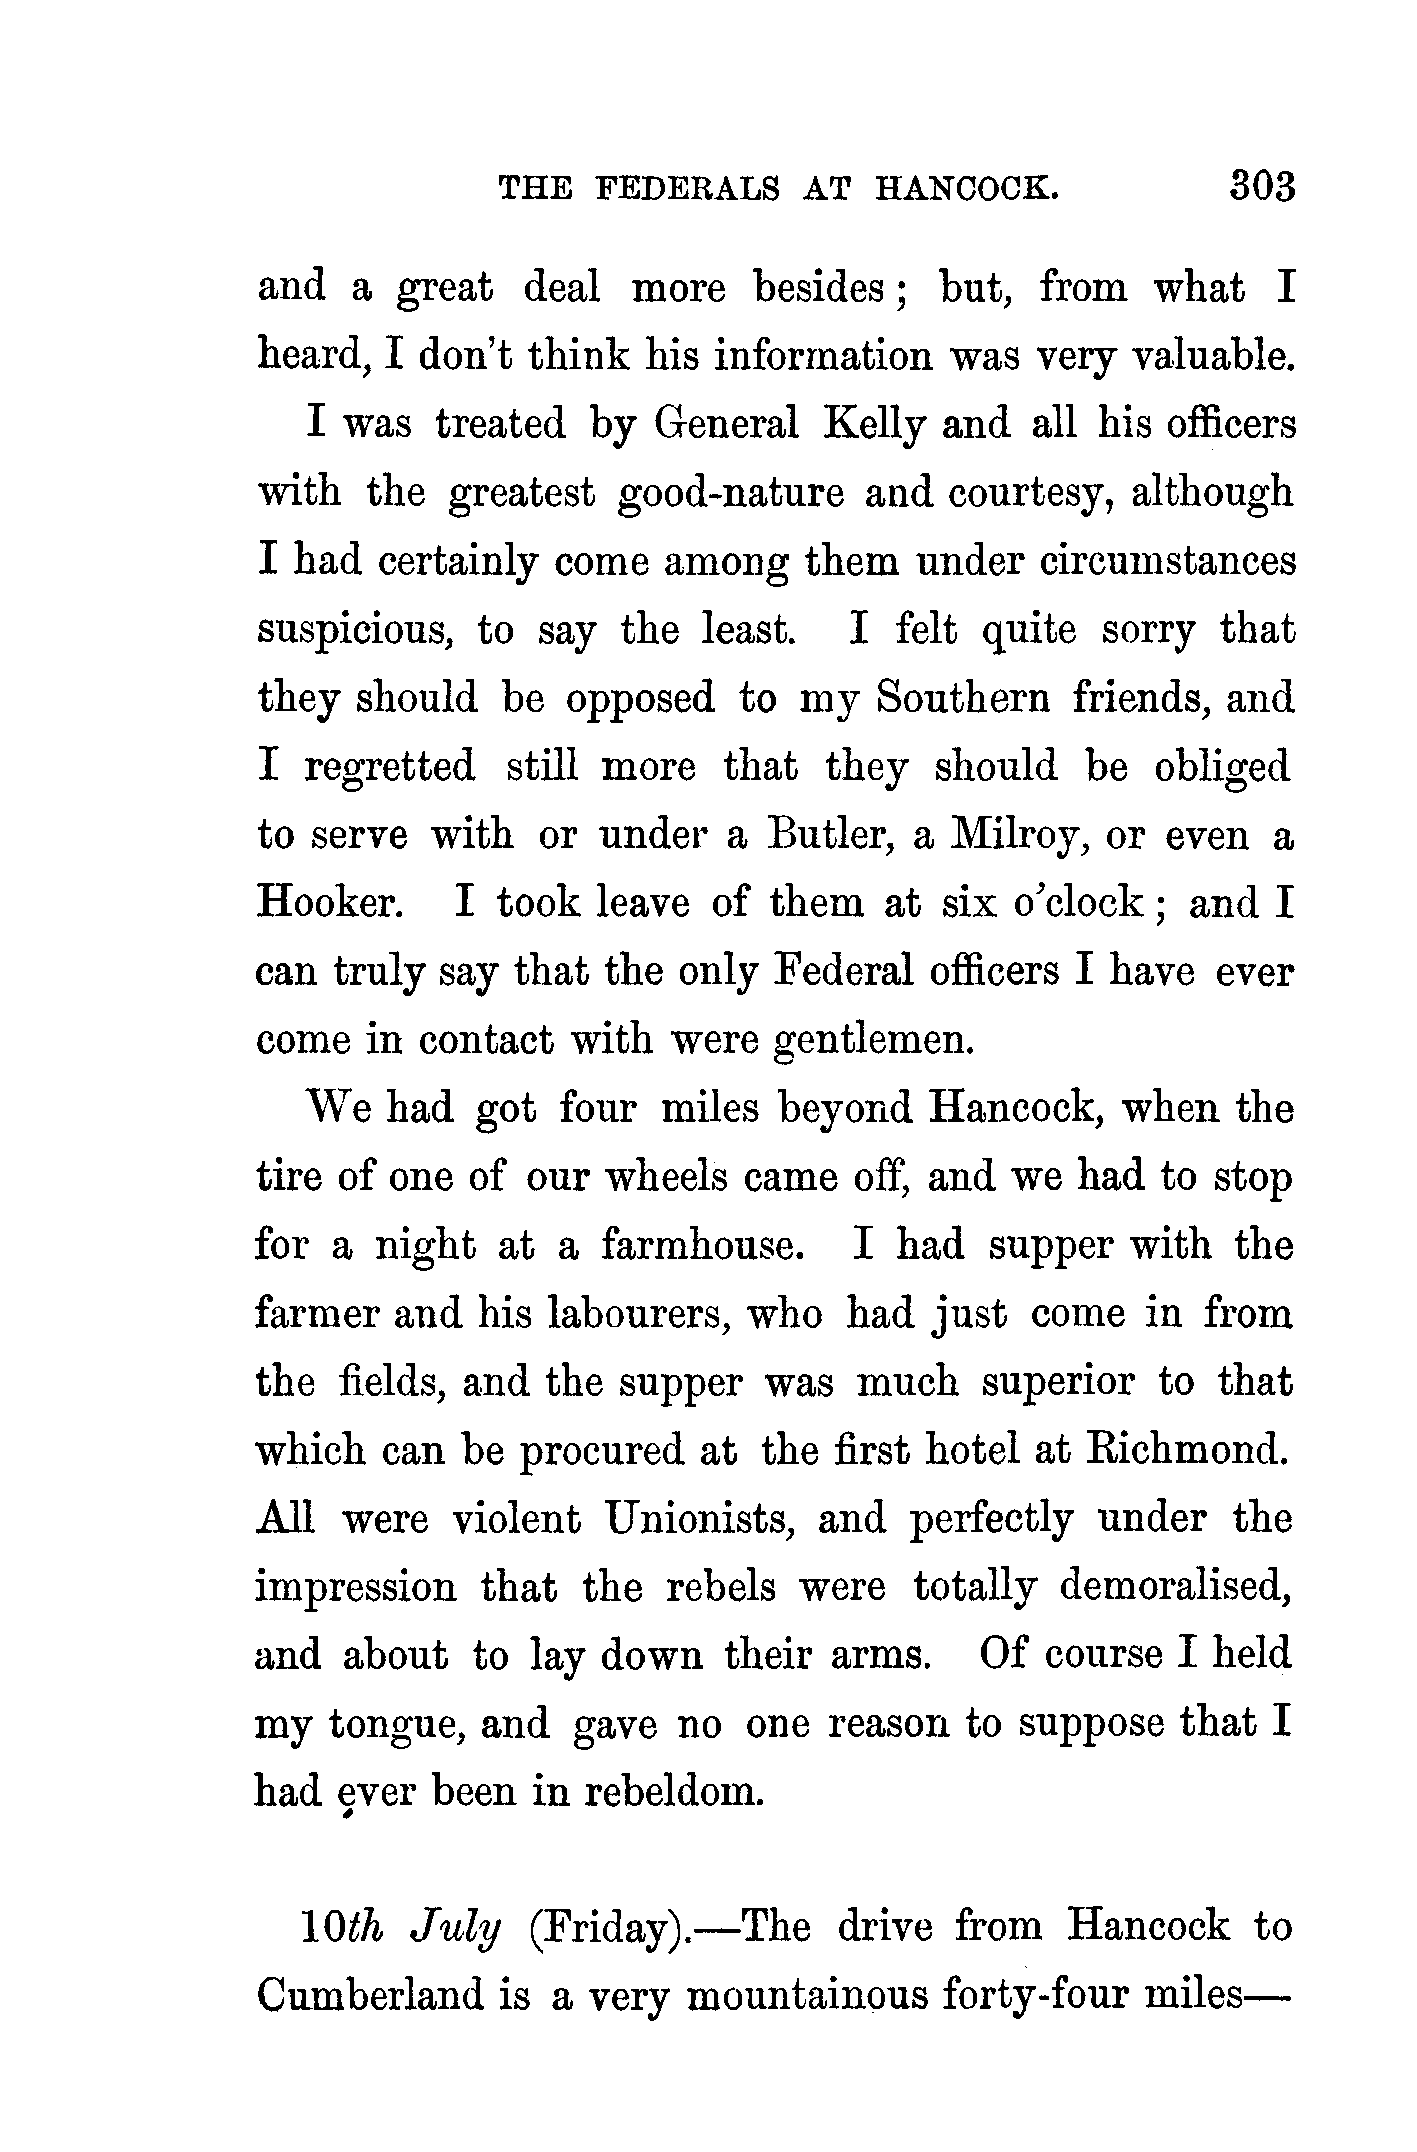 THE FEDERALS AT HANCOCK. 303
and a great deal more besides ; but, from what I
heard, I don't think his information was very valuable.
I was treated by General Kelly and all his officers
with the greatest good-nature and courtesy, although
I had certainly come among them under circumstances
suspicious, to say the least. I felt quite sorry that
they should be opposed to my Southern friends, and
I regretted still more that they should be obliged
to serve with or under a Butler, a Milroy, or even a
Hooker. I took leave of them at six o'clock ; and I
can truly say that the only Federal officers I have ever
come in contact with were gentlemen.
We had got four miles beyond Hancock, when the
tire of one of our wheels came off, and we had to stop
for a night at a farmhouse. I had supper with the
farmer and his labourers, who had just come in from
the fields, and the supper was much superior to that
which can be procured at the first hotel at Richmond.
All were violent Unionists, and perfectly under the
impression that the rebels were totally demoralised,
and about to lay down their arms. Of course I held
my tongue, and gave no one reason to suppose that I
had ever been in rebeldom.
10th July (Friday).—The drive from Hancock to
Cumberland is a very mountainous forty-four miles—